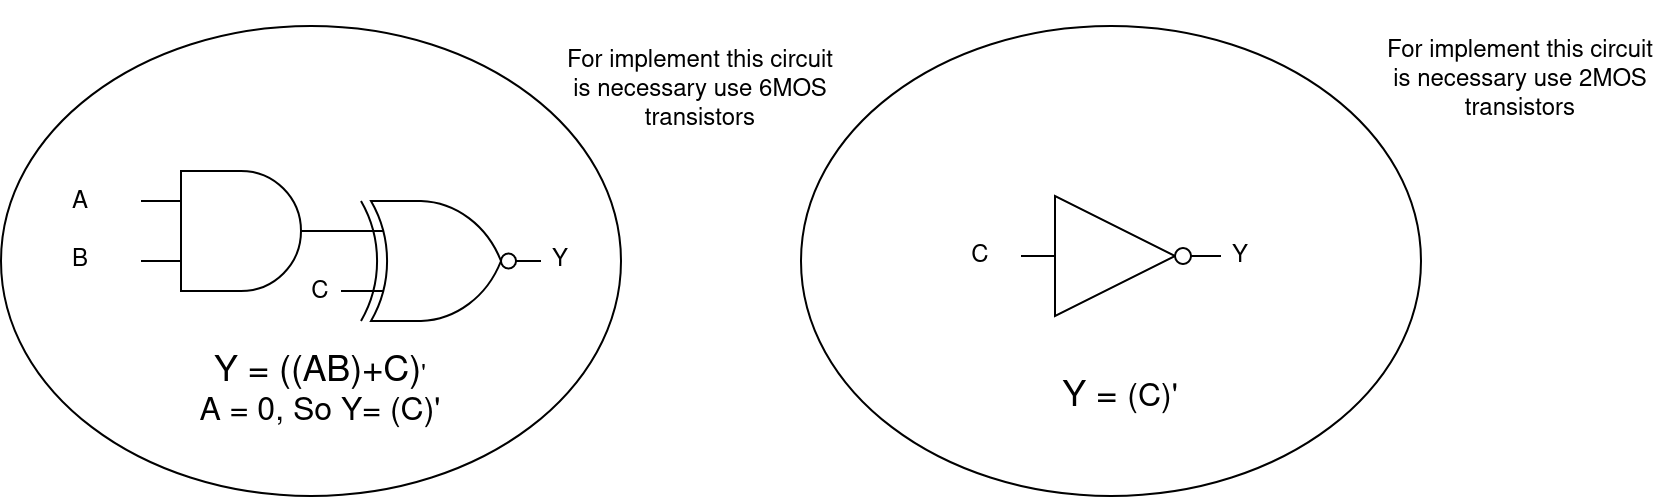 For implement this circuit
is necessary use 6MOS
transistors
A
B
C
Y
Y = ((AB)+C)'
A = 0, So Y= (C)'
For implement this circuit
is necessary use 2MOS
transistors
C
Y
Y = (C)'